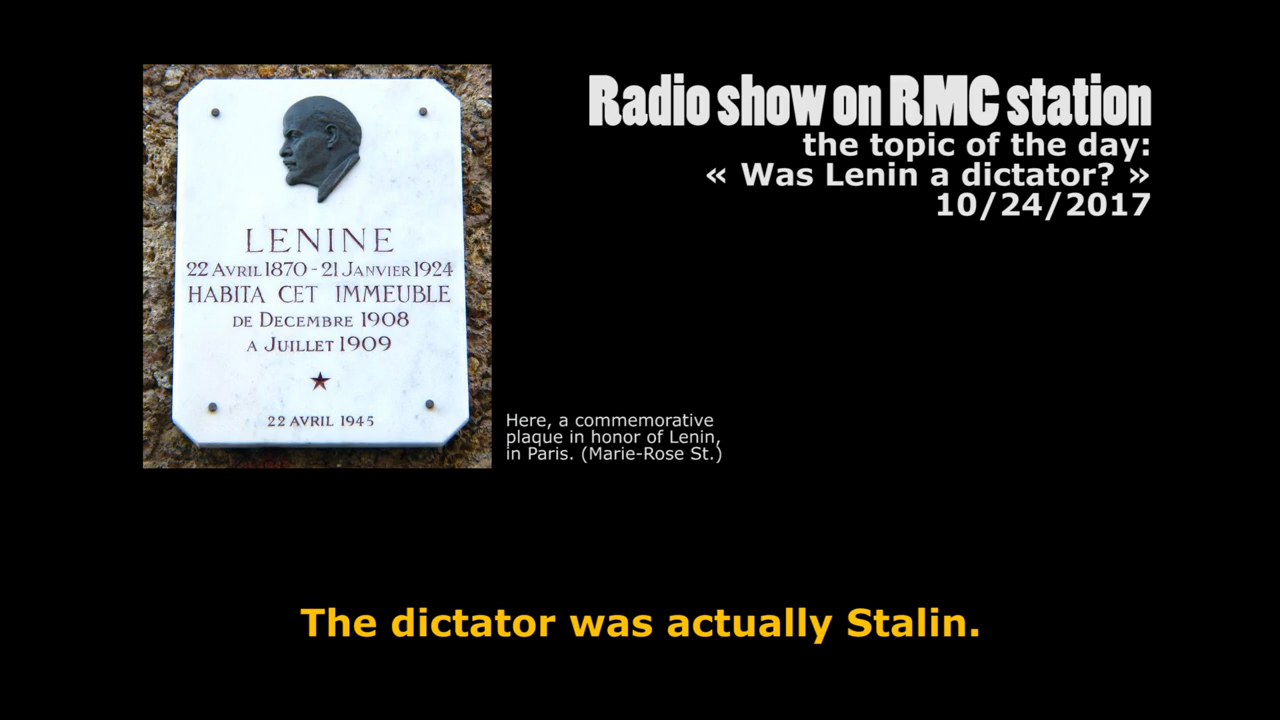 LENINE
22 AVRIL 1870 - 21 JANVIER 1924
HABITA CET IMMEUBLE
DE DECEMBRE 1908
A JUILLET 1909
22 AVRIL 1945
Radio show on RMC station
the topic of the day:
« Was Lenin a dictator? »
10/24/2017
Here, a commemorative
plaque in honor of Lenin,
in Paris. (Marie-Rose St.)
The dictator was actually Stalin.